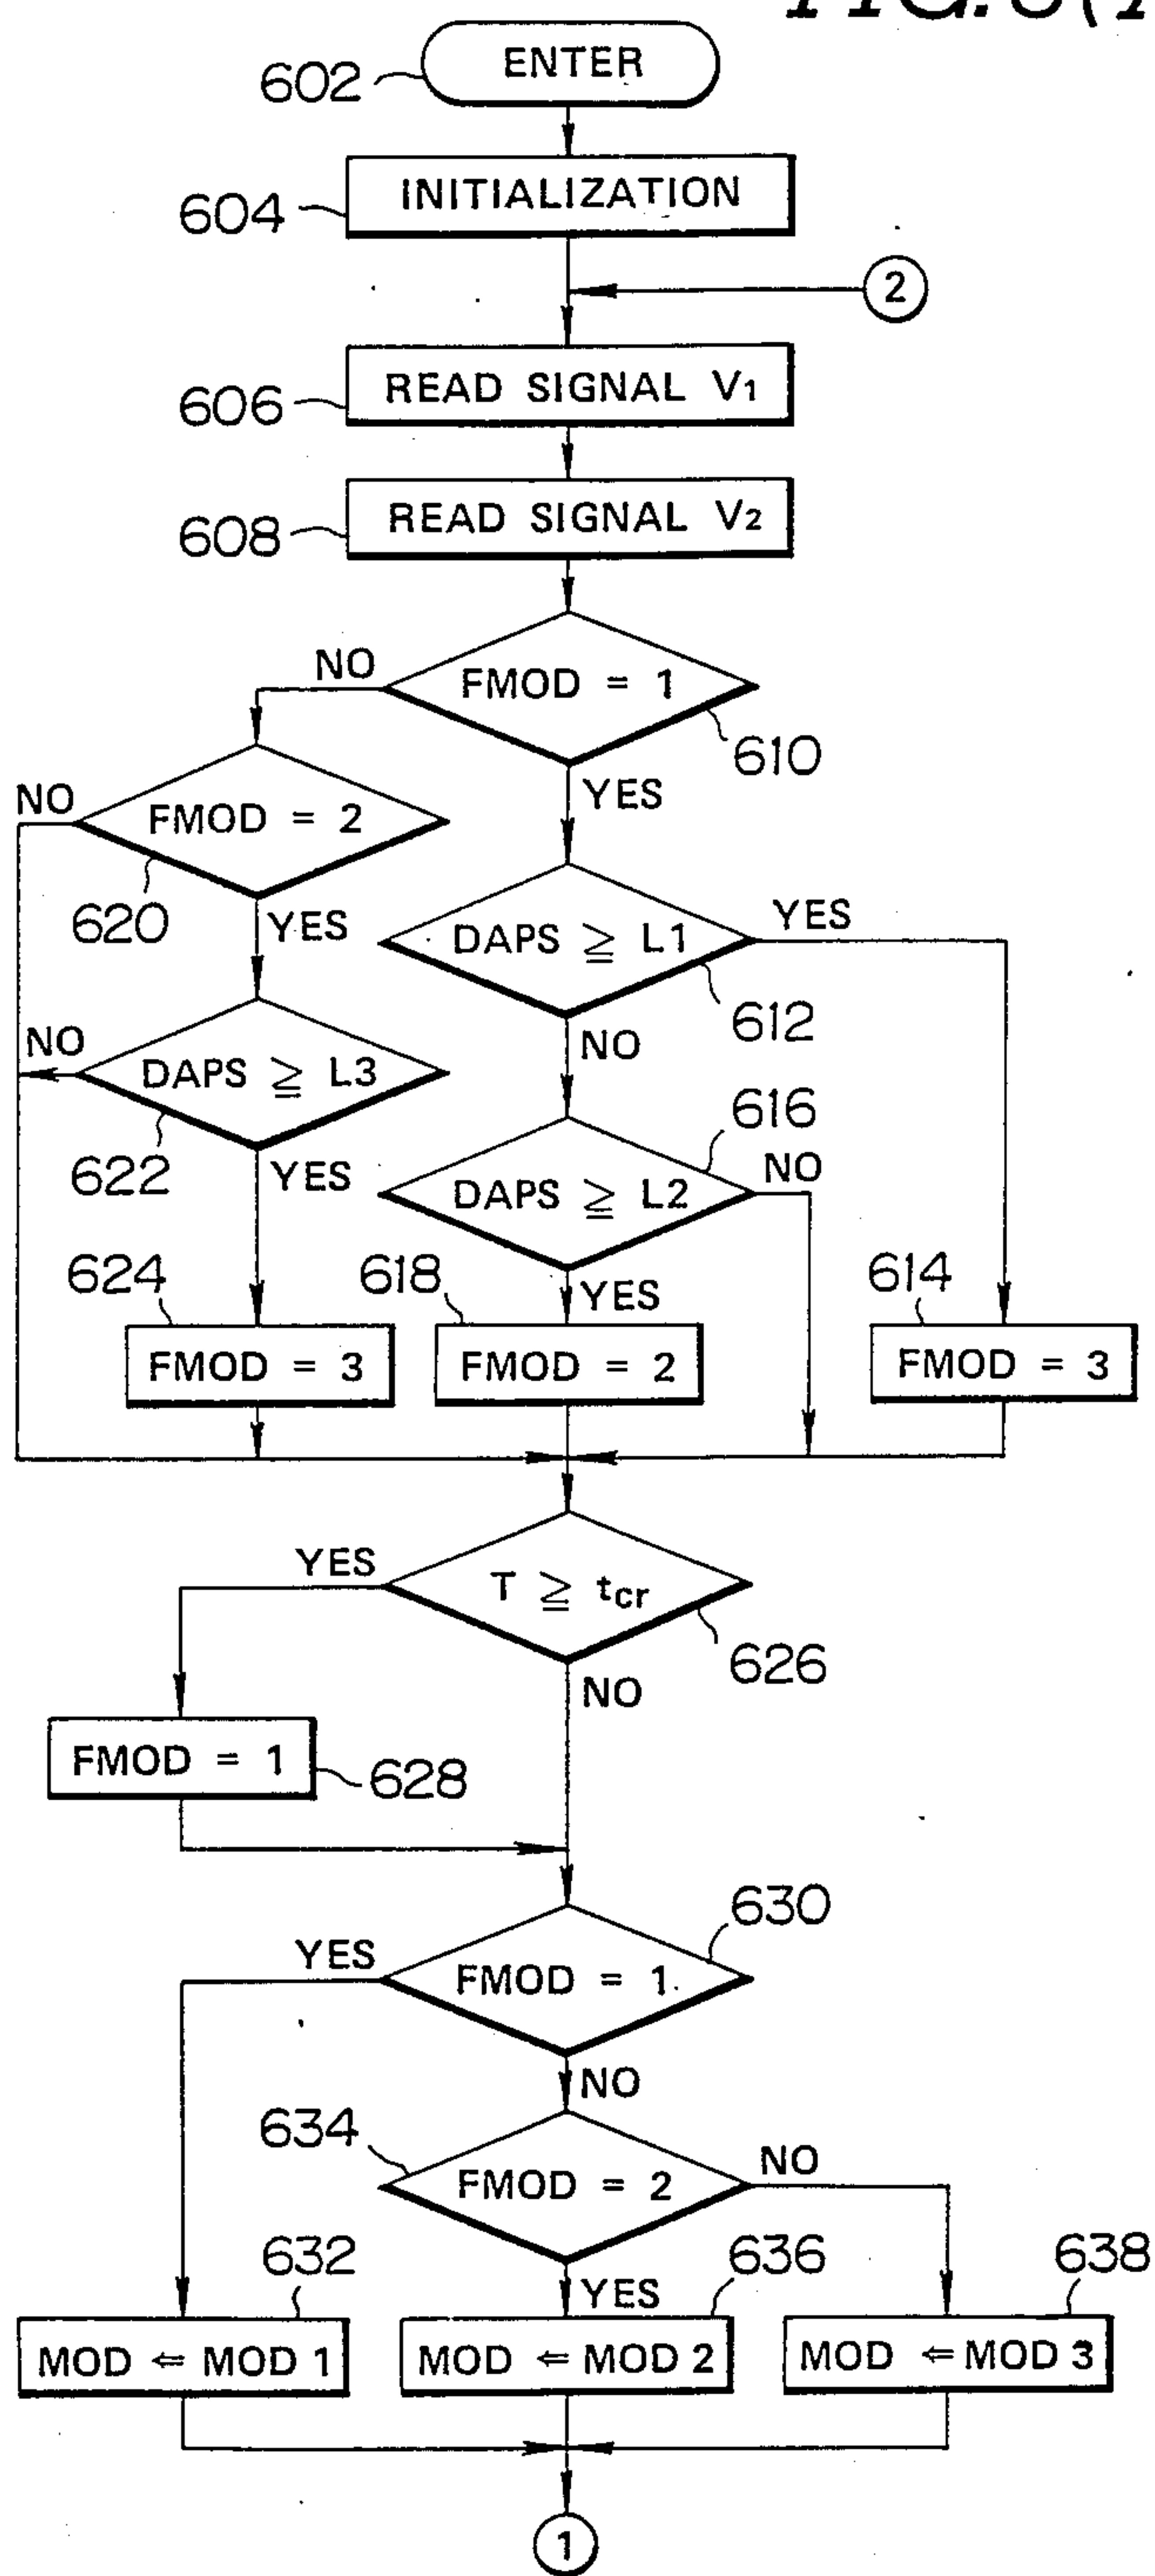 FIG. 6 (A
ENTER
602
INITIALIZATION
604
2
READ SIGNAL V1
606
READ SIGNAL V2
608
NO
FMOD = 1
610
YES
NO
FMOD = 2
620
YES
DAPS ≧ L1
YES
612
NO
NO
DAPS ≧ L3
622
YES
616
DAPS ≧ L2
NO
624
618
YES
614
FMOD = 3
FMOD = 2
FMOD = 3
YES
T ≧ tcr
626
NO
FMOD = 1
628
630
YES
FMOD = 1
NO
634
FMOD = 2
NO
632
YES
636
638
MOD ⇐ MOD 1
MOD ⇐ MOD 2
MOD ⇐ MOD 3
1